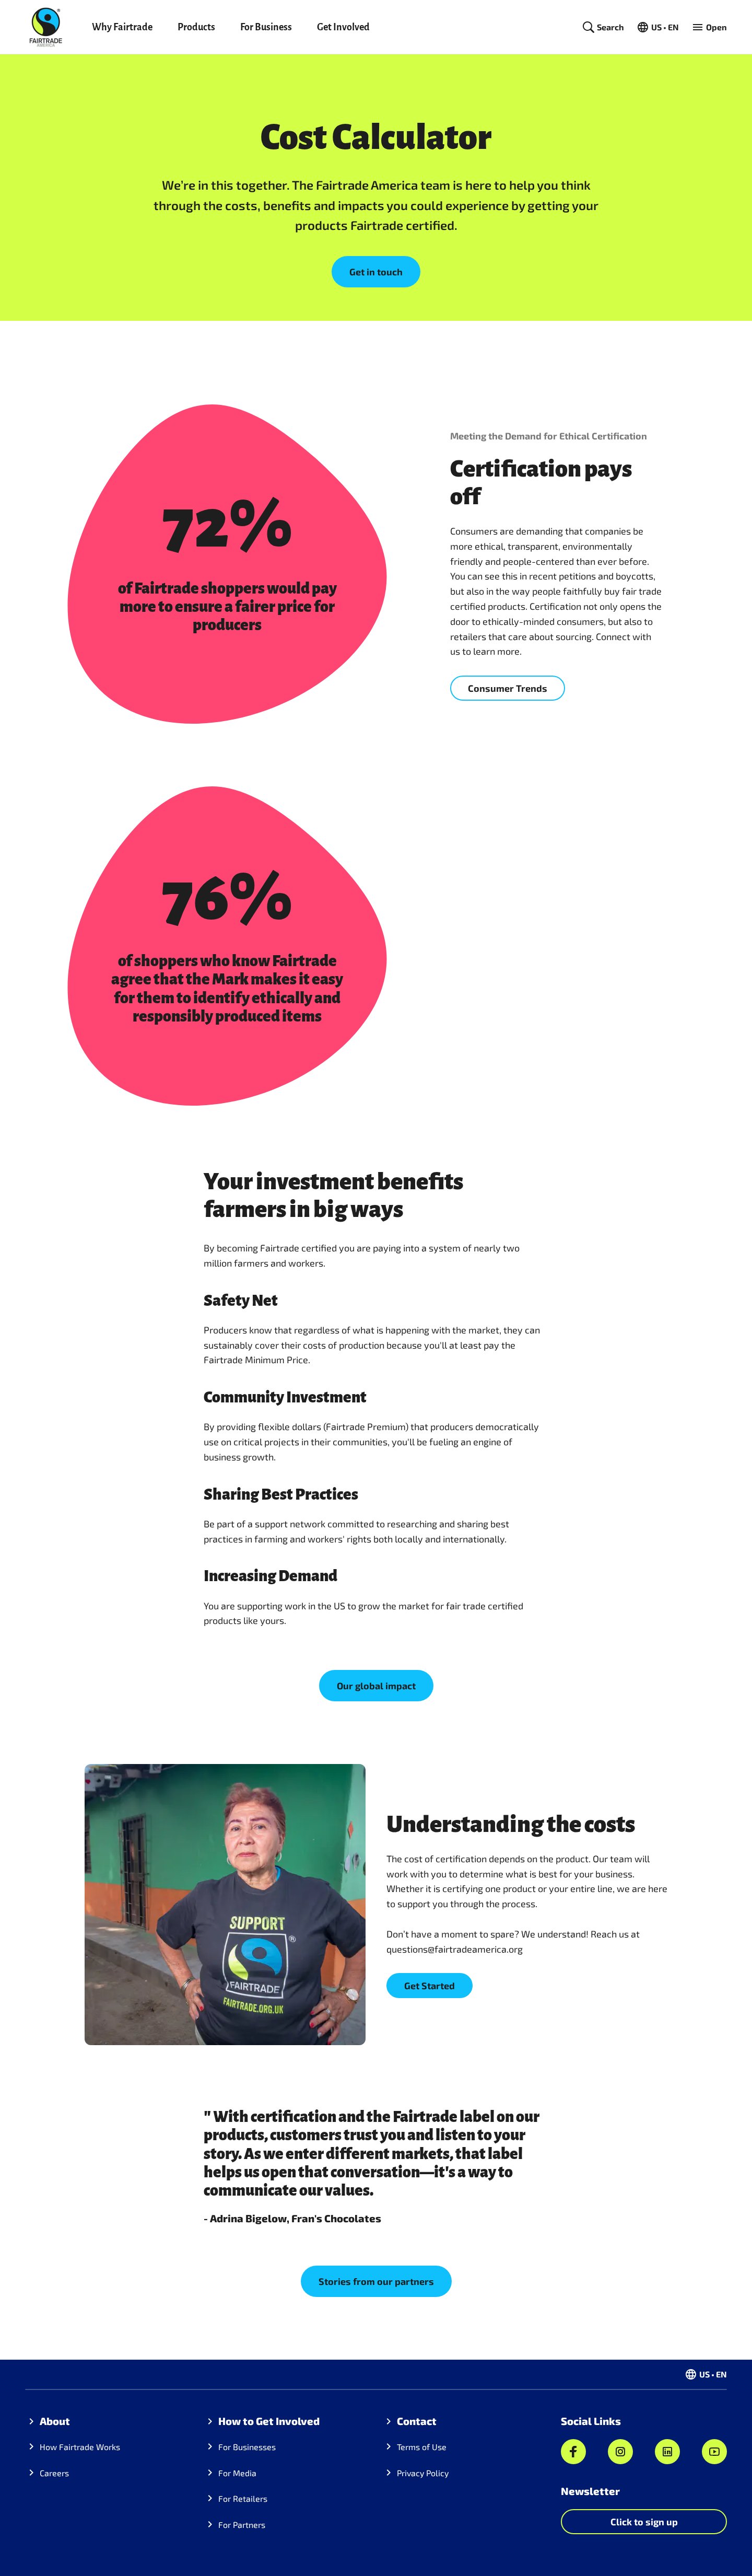 FAIRTRADE
AMERICA
Why Fairtrade
Products
For Business
Get Involved
Search
US • EN
Open
Cost Calculator
We’re in this together. The Fairtrade America team is here to help you think
through the costs, benefits and impacts you could experience by getting your
products Fairtrade certified.
Get in touch
72%
of Fairtrade shoppers would pay
more to ensure a fairer price for
producers
Meeting the Demand for Ethical Certification
Certification pays
off
Consumers are demanding that companies be
more ethical, transparent, environmentally
friendly and people-centered than ever before.
You can see this in recent petitions and boycotts,
but also in the way people faithfully buy fair trade
certified products. Certification not only opens the
door to ethically-minded consumers, but also to
retailers that care about sourcing. Connect with
us to learn more.
Consumer Trends
76%
of shoppers who know Fairtrade
agree that the Mark makes it easy
for them to identify ethically and
responsibly produced items
Your investment benefits
farmers in big ways
By becoming Fairtrade certified you are paying into a system of nearly two
million farmers and workers.
Safety Net
Producers know that regardless of what is happening with the market, they can
sustainably cover their costs of production because you'll at least pay the
Fairtrade Minimum Price.
Community Investment
By providing flexible dollars (Fairtrade Premium) that producers democratically
use on critical projects in their communities, you'll be fueling an engine of
business growth.
Sharing Best Practices
Be part of a support network committed to researching and sharing best
practices in farming and workers' rights both locally and internationally.
Increasing Demand
You are supporting work in the US to grow the market for fair trade certified
products like yours.
Our global impact
SUPPORT
®
FAIRTRADE
FAIRTRADE.ORG.UK
Understanding the costs
The cost of certification depends on the product. Our team will
work with you to determine what is best for your business.
Whether it is certifying one product or your entire line, we are here
to support you through the process.
Don’t have a moment to spare? We understand! Reach us at
questions@fairtradeamerica.org
Get Started
" With certification and the Fairtrade label on our
products, customers trust you and listen to your
story. As we enter different markets, that label
helps us open that conversation—it's a way to
communicate our values.
- Adrina Bigelow, Fran's Chocolates
Stories from our partners
US • EN
About
How Fairtrade Works
Careers
How to Get Involved
For Businesses
For Media
For Retailers
For Partners
Contact
Terms of Use
Privacy Policy
Social Links
Newsletter
Click to sign up